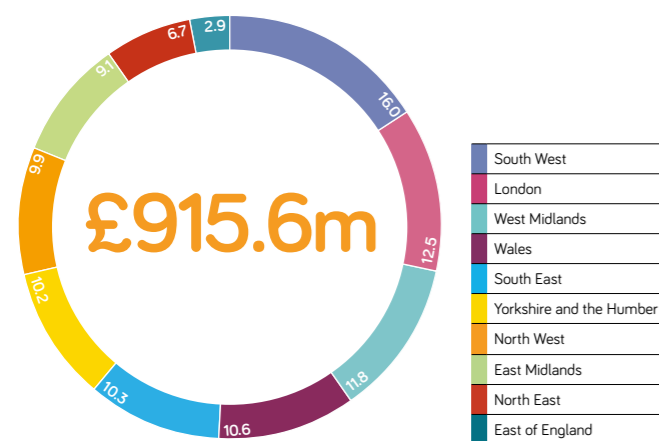 2.9
6.7
9.1
16.0
9.9
£915.6m
12.5
10.2
11.8
10.3
10.6
South West
London
West Midlands
Wales
South East
Yorkshire and the Humber
North West
East Midlands
North East
East of England